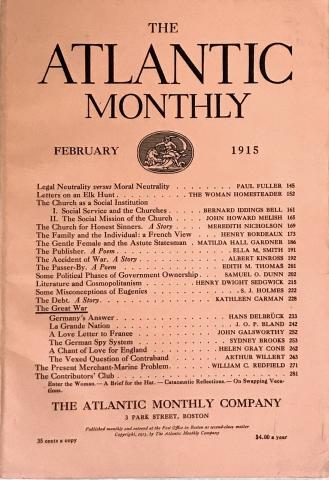 THE
ATLANTIC
MONTHLY
FEBRUARY 1915
Legal Neutrality versus Moral Neutrality . . . . . . PAUL FULLER 145
Letters on an Elk Hunt . . . . . . THE WOMAN HOMESTEADER 152
The Church as a Social Institution
I. Social Service and the Churches . . . . BERNARD IDDINGS BELL 161
II. The Social Mission of the Church . . . . JOHN HOWARD MELISH 165
The Church for Honest Sinners. A Story . . . . MEREDITH NICHOLSON 169
The Family and the Individual: a French View . . . HENRY BORDEAUX 173
The Gentle Female and the Astute Statesman . MATILDA HALL GARDNER 186
The Publisher. A Poem . . . . . . ELLA M. SMITH 191
The Accident of War. A Story . . . . . ALBERT KINROSS 192
The Passer-By. A Poem . . . . . . EDITH M. THOMAS 201
Some Political Phases of Government Ownership . . . SAMUEL O. DUNN 202
Literature and Cosmopolitanism . . . . HENRY DWIGHT SEDGWICK 215
Some Misconceptions of Eugenics . . . . . S. J. HOLMES 222
The Debt. A Story . . . . . . KATHLEEN CARMAN 228
The Great War
Germany's Answer . . . . . . HANS DELBRÜCK 233
La Grande Nation . . . . . . J. O. P. BLAND 242
A Love Letter to France . . . . . JOHN GALSWORTHY 252
The German Spy System . . . . . SYDNEY BROOKS 253
A Chant of Love for England . . . . HELEN GRAY CONE 262
The Vexed Question of Contraband . . . . ARTHUR WILLERT 263
The Present Merchant-Marine Problem . . . WILLIAM C. REDFIELD 271
The Contributors' Club . . . . . . 281
Enter the Woman. — A Brief for the Hat. — Catacoustic Reflections. — On Swapping Vaca-
tions.
THE ATLANTIC MONTHLY COMPANY
3 PARK STREET, BOSTON
Published monthly and entered at the Post Office in Boston as second-class matter
Copyright, 1915, by The Atlantic Monthly Company
35 cents a copy $4.00 a year